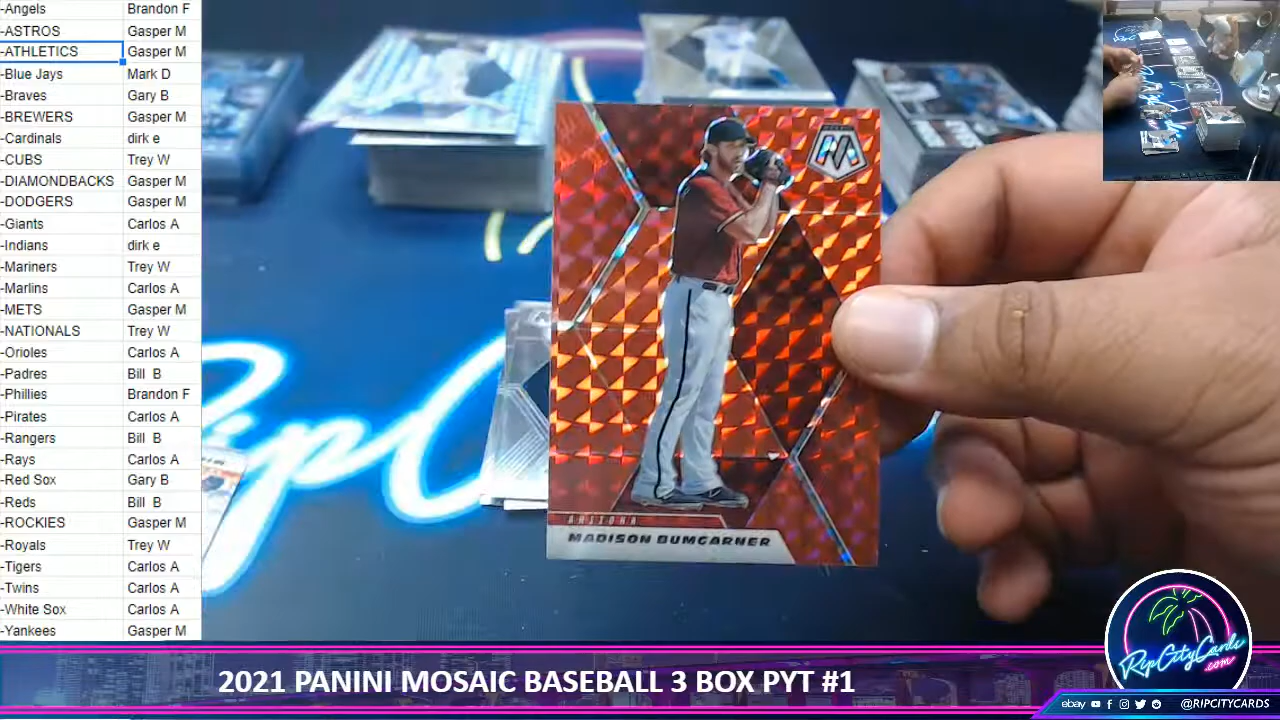 -Angels Brandon F
-ASTROS Gasper M
-ATHLETICS Gasper M
-Blue Jays Mark D
-Braves Gary B
-BREWERS Gasper M
-Cardinals dirk e
-CUBS Trey W
-DIAMONDBACKS Gasper M
-DODGERS Gasper M
-Giants Carlos A
-Indians dirk e
-Mariners Trey W
-Marlins Carlos A
-METS Gasper M
-NATIONALS Trey W
-Orioles Carlos A
-Padres Bill B
-Phillies Brandon F
-Pirates Carlos A
-Rangers Bill B
-Rays Carlos A
-Red Sox Gary B
-Reds Bill B
-ROCKIES Gasper M
-Royals Trey W
-Tigers Carlos A
-Twins Carlos A
-White Sox Carlos A
-Yankees Gasper M
MOSAIC
M
ARIZONA
MADISON BUMGARNER
Rip C
RipCityCards
.com
2021 PANINI MOSAIC BASEBALL 3 BOX PYT #1
ebay @RIPCITYCARDS